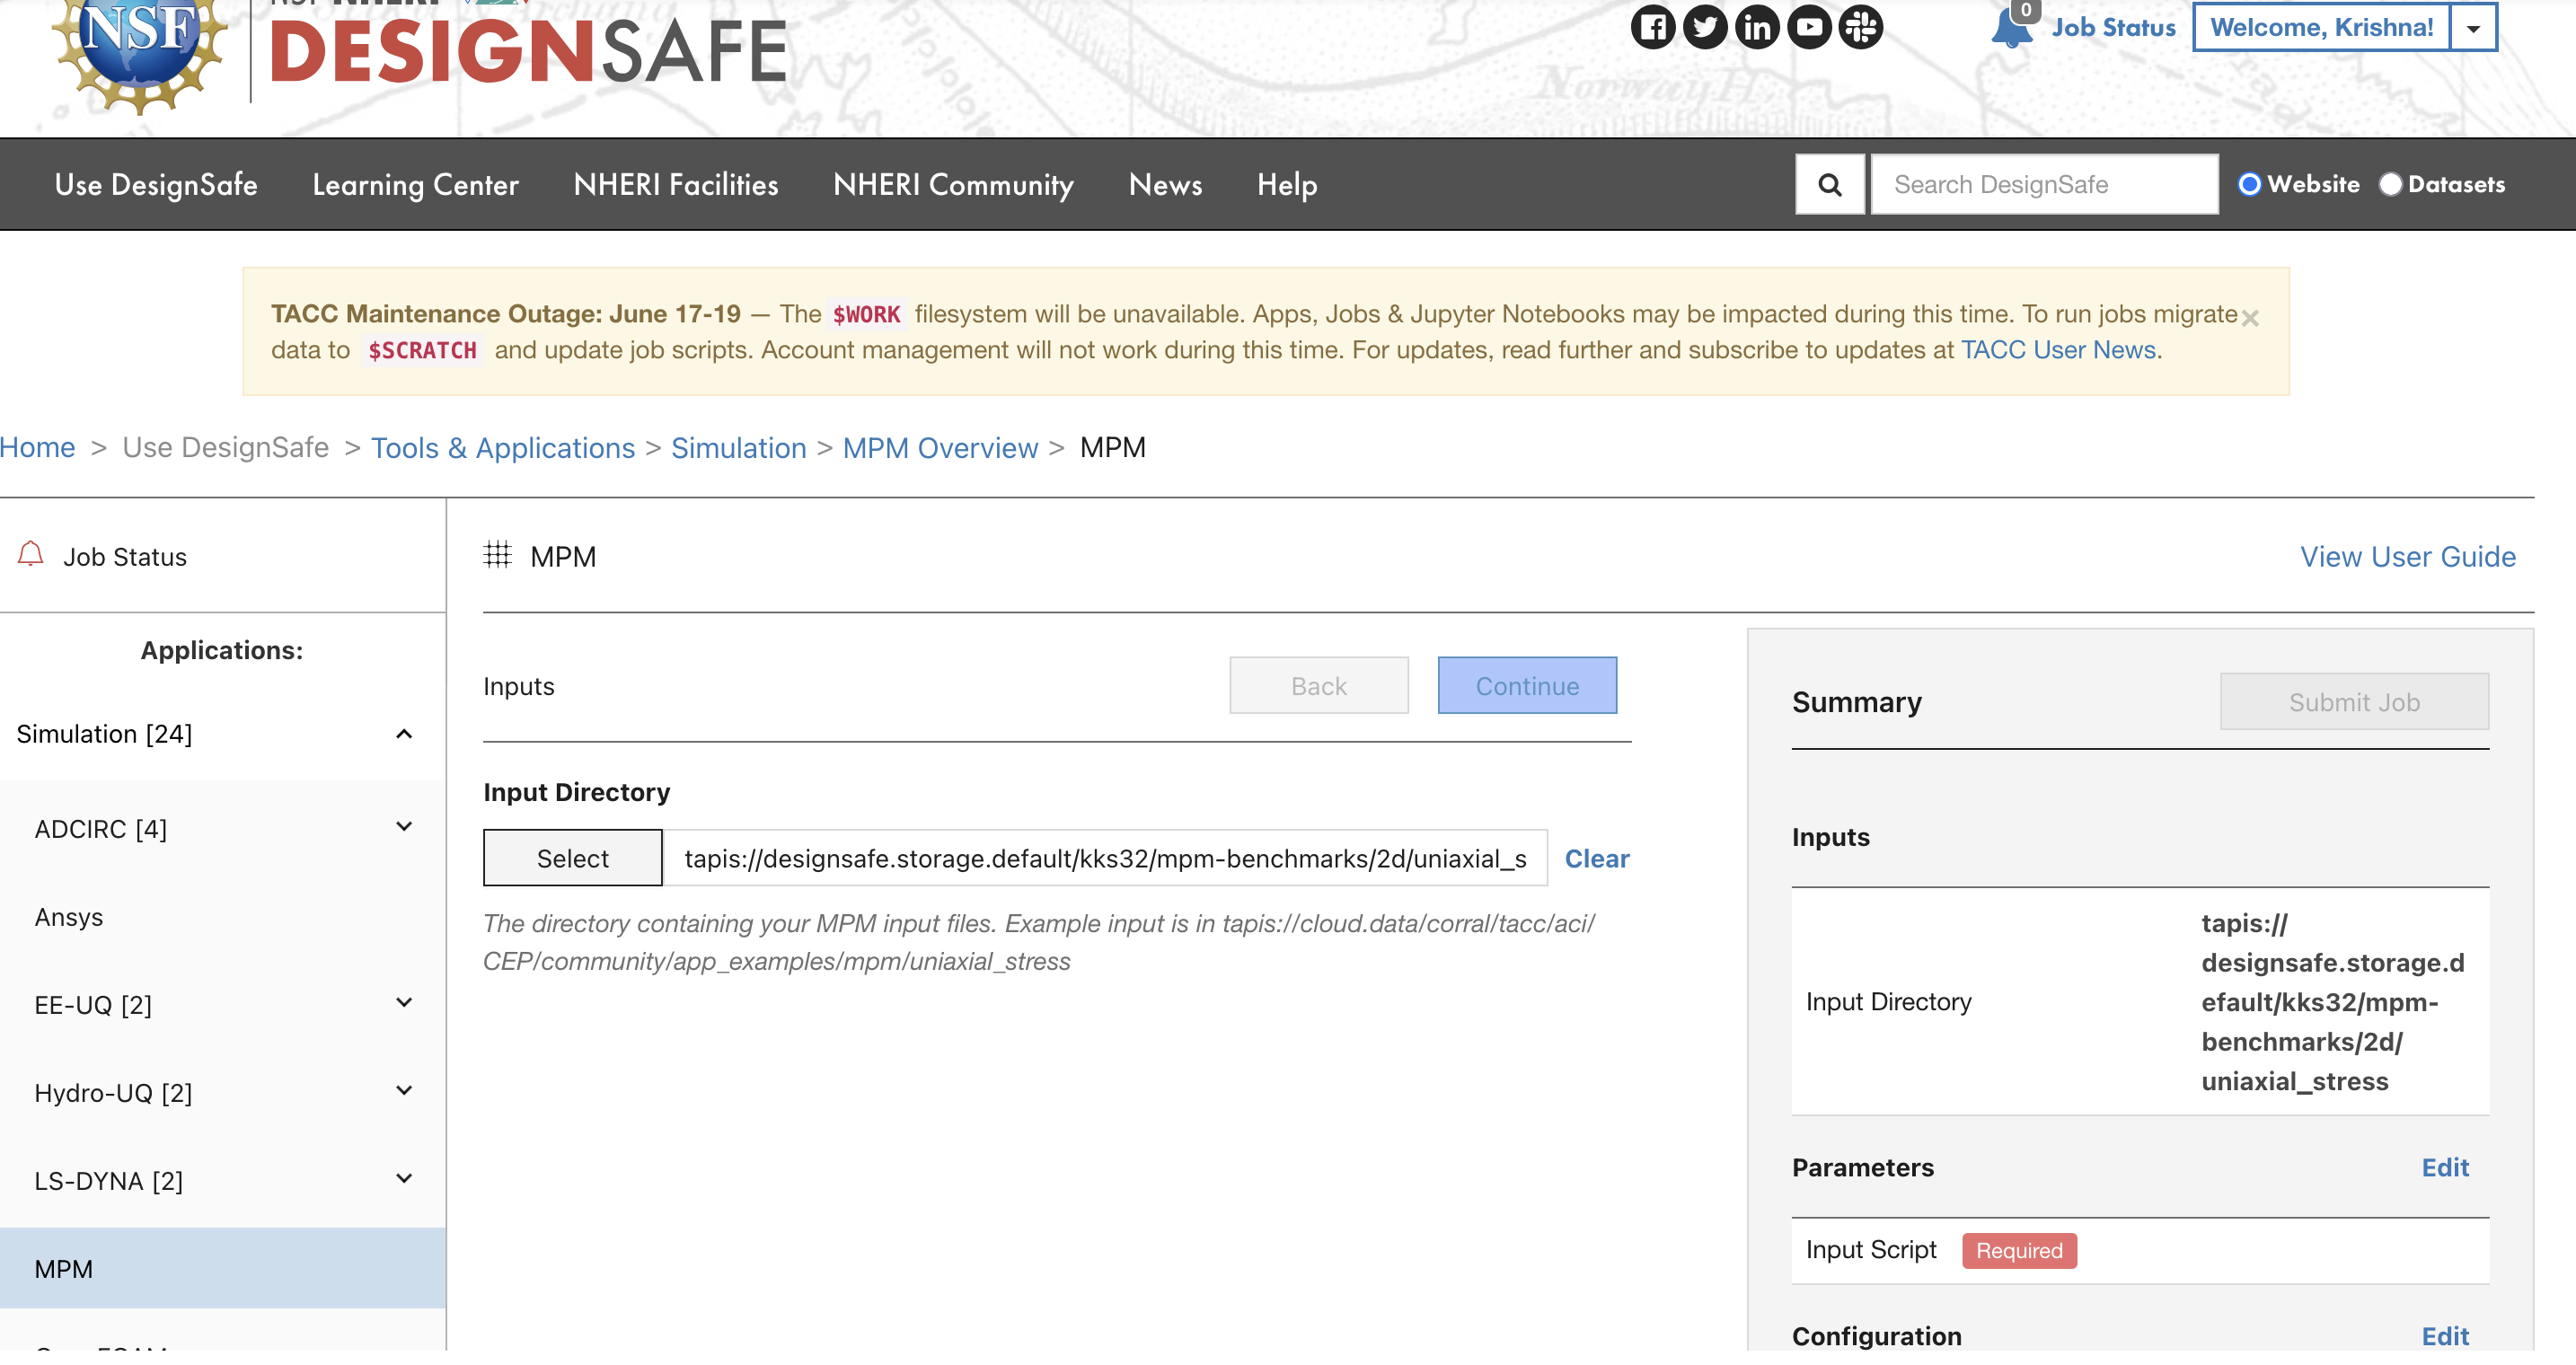 NSF
NSF NHERI
DESIGNSAFE
0
Job Status
Welcome, Krishna!
Norway H.
Use DesignSafe
Learning Center
NHERI Facilities
NHERI Community
News
Help
Search DesignSafe
Website
Datasets
TACC Maintenance Outage: June 17-19 — The $WORK filesystem will be unavailable. Apps, Jobs & Jupyter Notebooks may be impacted during this time. To run jobs migrate
data to $SCRATCH and update job scripts. Account management will not work during this time. For updates, read further and subscribe to updates at TACC User News.
Home > Use DesignSafe > Tools & Applications > Simulation > MPM Overview > MPM
Job Status
Applications:
Simulation [24]
ADCIRC [4]
Ansys
EE-UQ [2]
Hydro-UQ [2]
LS-DYNA [2]
MPM
MPM
View User Guide
Inputs
Back
Continue
Input Directory
Select
tapis://designsafe.storage.default/kks32/mpm-benchmarks/2d/uniaxial_s
Clear
The directory containing your MPM input files. Example input is in tapis://cloud.data/corral/tacc/aci/
CEP/community/app_examples/mpm/uniaxial_stress
Summary
Submit Job
Inputs
Input Directory
tapis://
designsafe.storage.d
efault/kks32/mpm-
benchmarks/2d/
uniaxial_stress
Parameters
Edit
Input Script
Required
Configuration
Edit